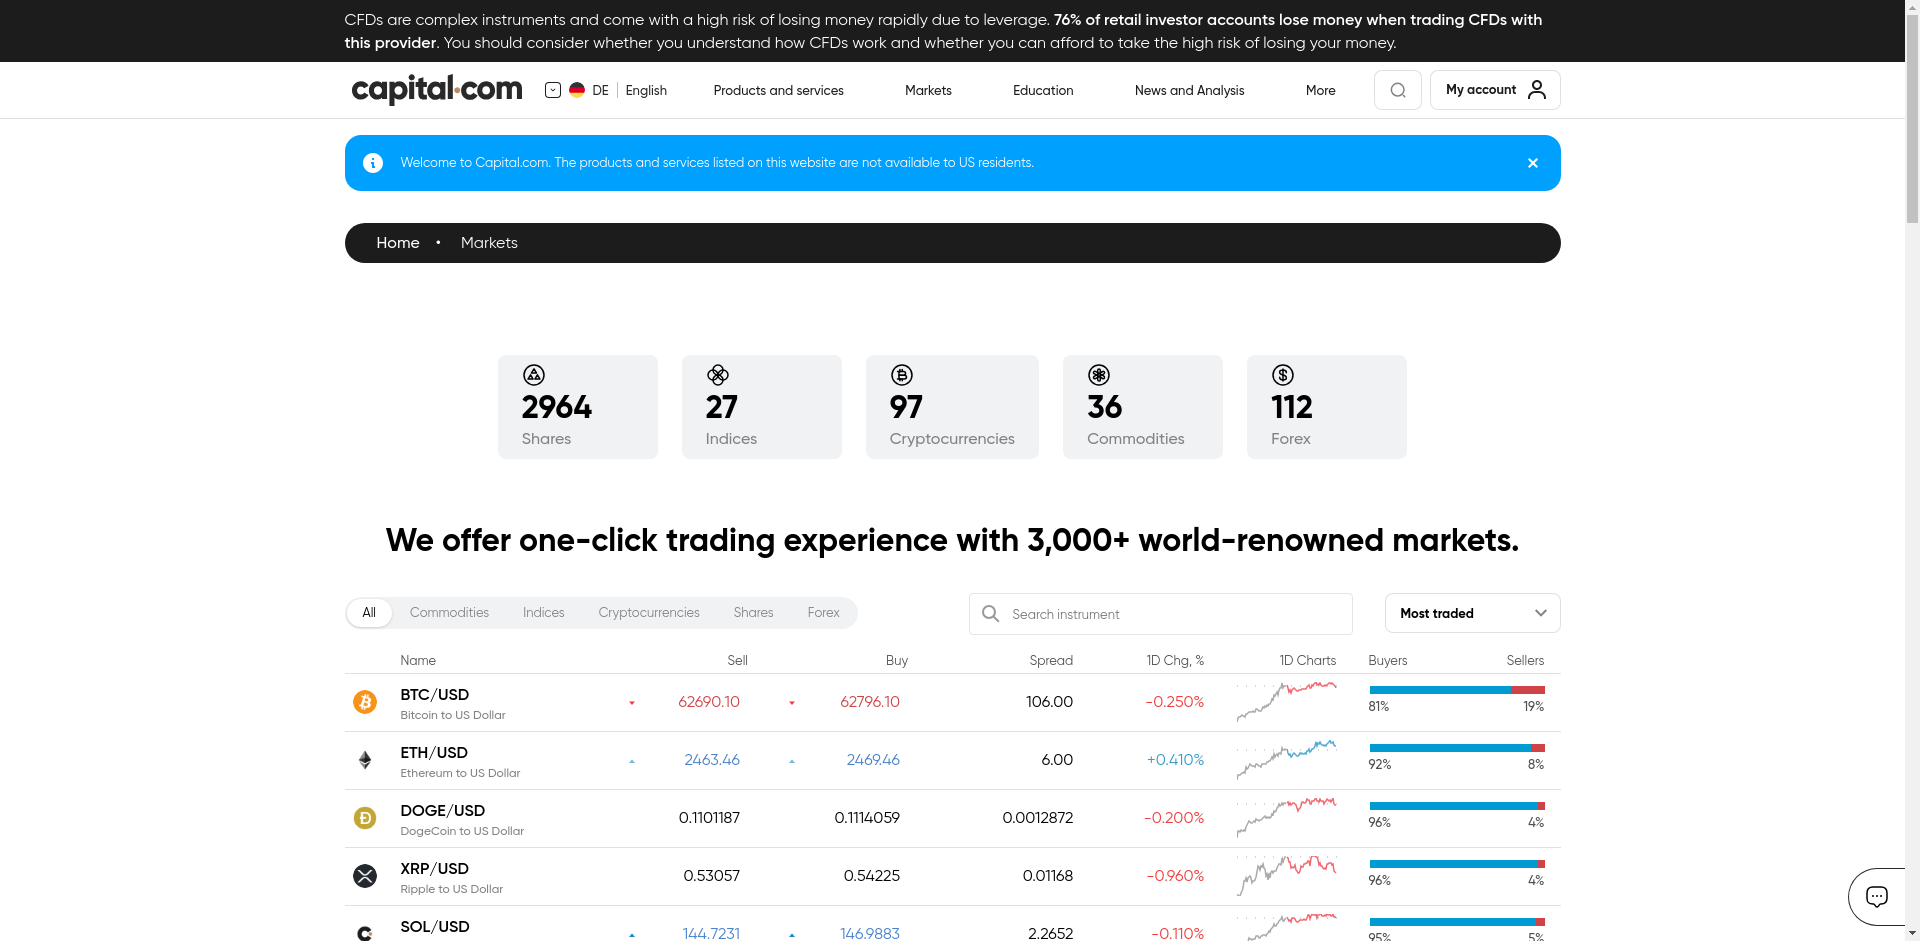 CFDs are complex instruments and come with a high risk of losing money rapidly due to leverage. 76% of retail investor accounts lose money when trading CFDs with
this provider. You should consider whether you understand how CFDs work and whether you can afford to take the high risk of losing your money.
capital.com DE English Products and services Markets Education News and Analysis More My account
Welcome to Capital.com. The products and services listed on this website are not available to US residents.
Home • Markets
2964 27 97 36 112
Shares Indices Cryptocurrencies Commodities Forex
We offer one-click trading experience with 3,000+ world-renowned markets.
All Commodities Indices Cryptocurrencies Shares Forex Search instrument Most traded
Name Sell Buy Spread 1D Chg, % 1D Charts Buyers Sellers
BTC/USD 62690.10 62796.10 106.00 -0.250%
Bitcoin to US Dollar 81% 19%
ETH/USD 2463.46 2469.46 6.00 +0.410%
Ethereum to US Dollar 92% 8%
DOGE/USD 0.1101187 0.1114059 0.0012872 -0.200%
DogeCoin to US Dollar 96% 4%
XRP/USD 0.53057 0.54225 0.01168 -0.960%
Ripple to US Dollar 96% 4%
SOL/USD 144.7231 146.9883 2.2652 -0.110%
95% 5%